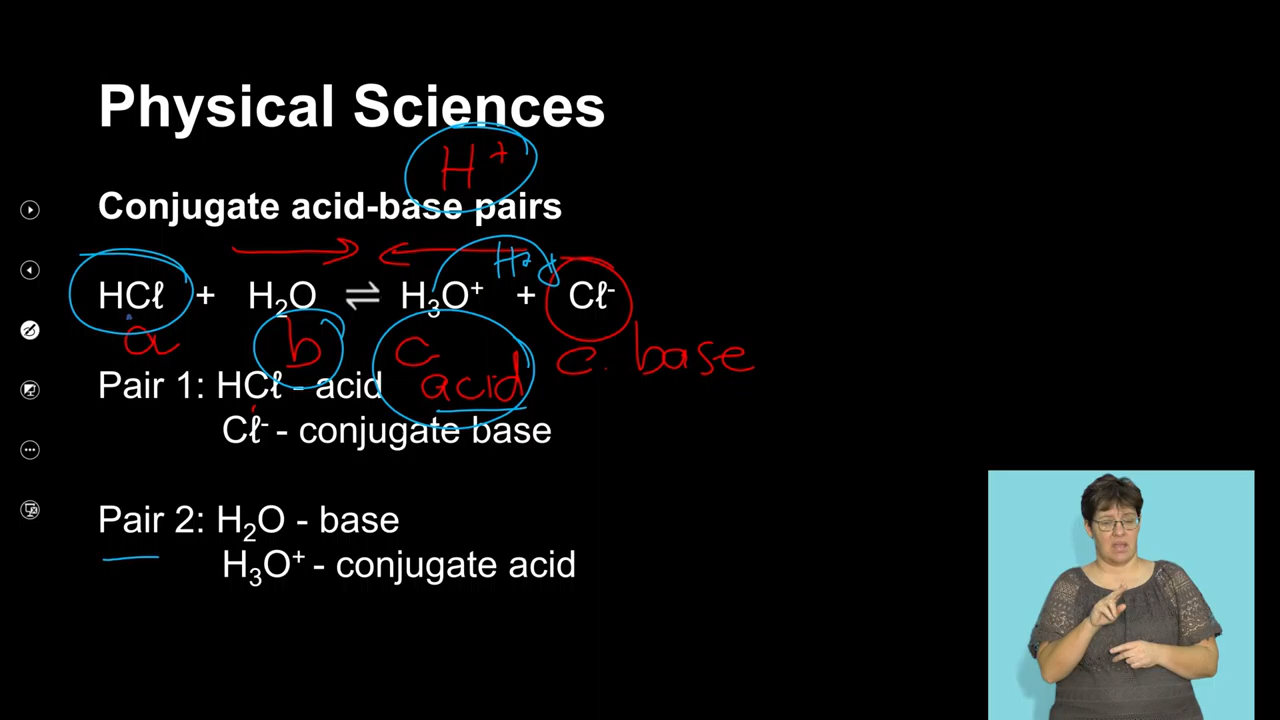 Physical Sciences
H⁺
Conjugate acid-base pairs
H⁺
HCℓ + H₂O ⇌ H₃O⁺ + Cℓ⁻
a b c acid c. base
Pair 1: HCℓ - acid
Cℓ⁻ - conjugate base
Pair 2: H₂O - base
H₃O⁺ - conjugate acid